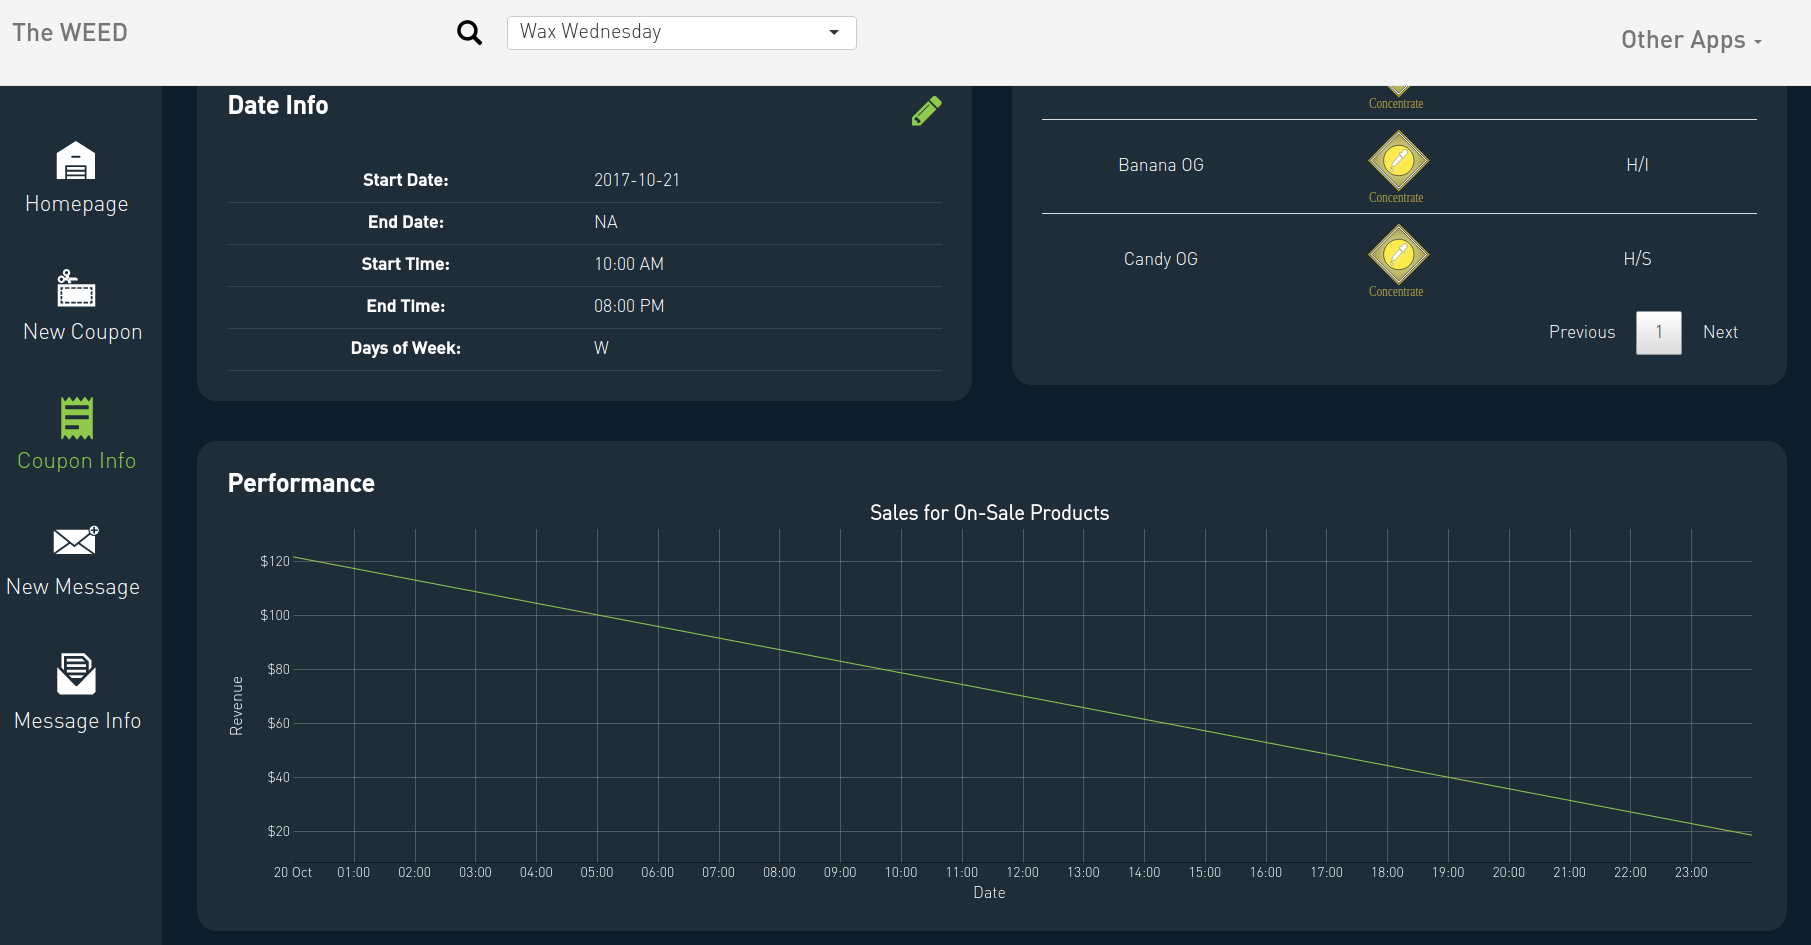 The WEED
Wax Wednesday
Other Apps
Homepage
New Coupon
Coupon Info
New Message
Message Info
Date Info
Start Date: 2017-10-21
End Date: NA
Start Time: 10:00 AM
End Time: 08:00 PM
Days of Week: W
Concentrate
Banana OG Concentrate H/I
Candy OG Concentrate H/S
Previous 1 Next
Performance
Sales for On-Sale Products
$120
$100
$80
$60
$40
$20
Revenue
20 Oct 01:00 02:00 03:00 04:00 05:00 06:00 07:00 08:00 09:00 10:00 11:00 12:00 13:00 14:00 15:00 16:00 17:00 18:00 19:00 20:00 21:00 22:00 23:00
Date